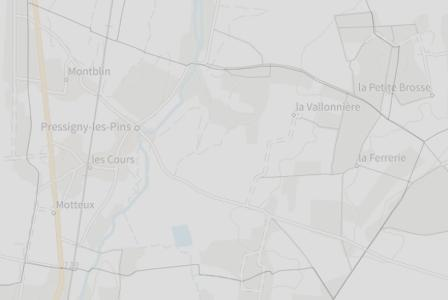 Montblin
la Petite Brosse
la Vallonnière
Pressigny-les-Pins
les Cours
la Ferrerie
Motteux